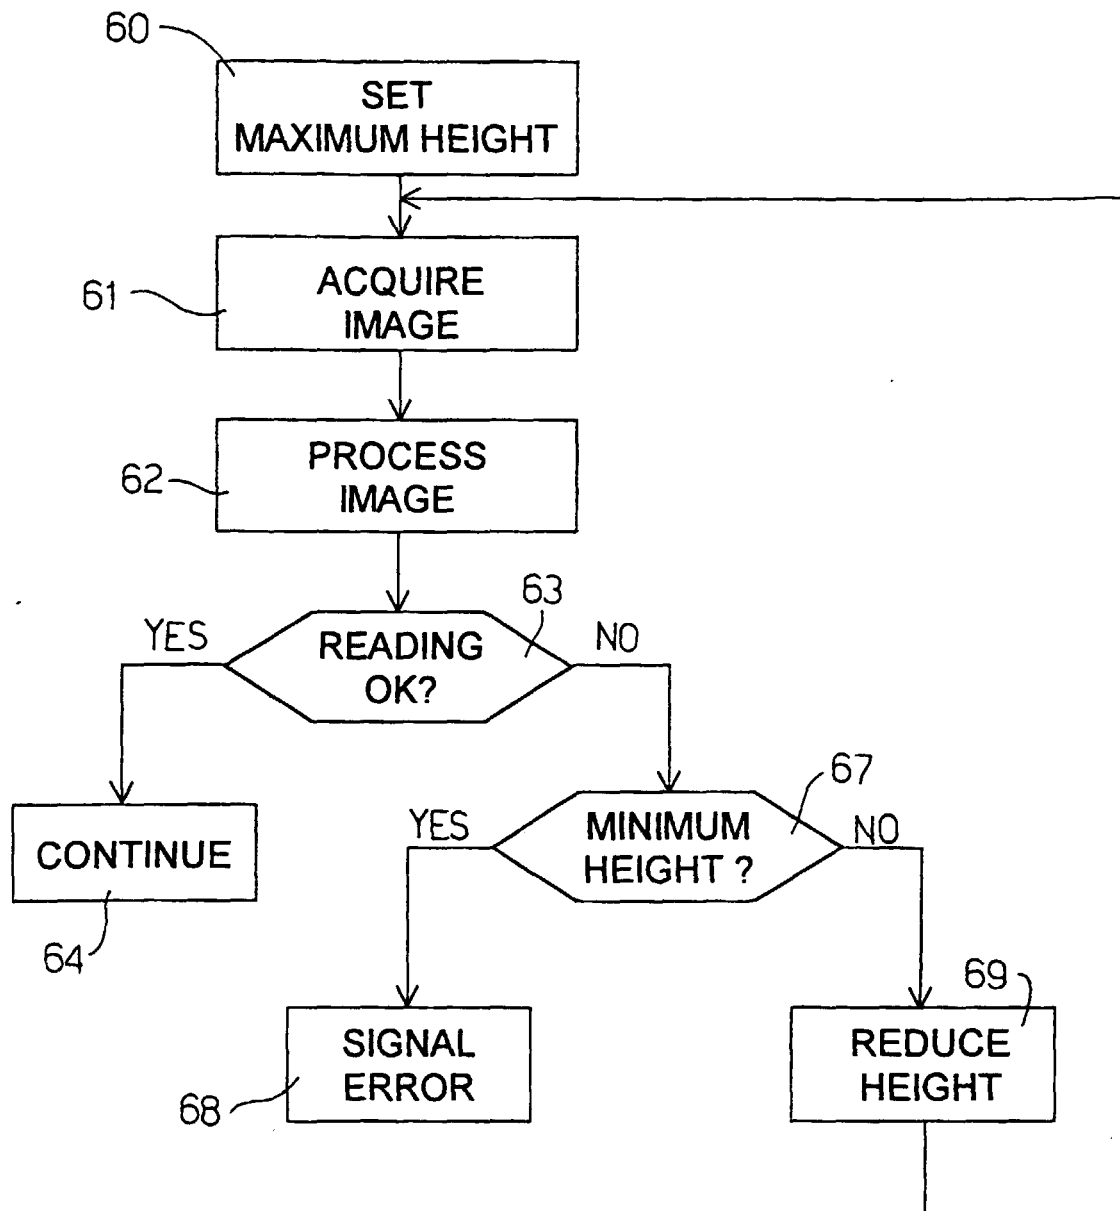 60
SET
MAXIMUM HEIGHT
61
ACQUIRE
IMAGE
62
PROCESS
IMAGE
63
YES
READING
OK?
NO
67
YES
MINIMUM
HEIGHT ?
NO
CONTINUE
64
69
SIGNAL
ERROR
68
REDUCE
HEIGHT